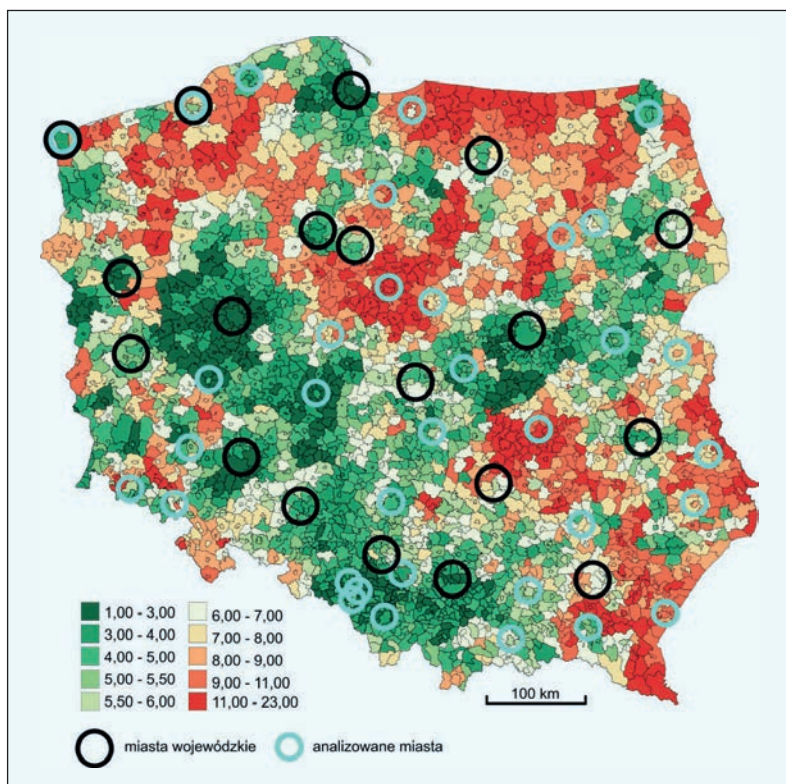 1,00 - 3,00
3,00 - 4,00
4,00 - 5,00
5,00 - 5,50
5,50 - 6,00
6,00 - 7,00
7,00 - 8,00
8,00 - 9,00
9,00 - 11,00
11,00 - 23,00
100 km
miasta wojewódzkie
analizowane miasta